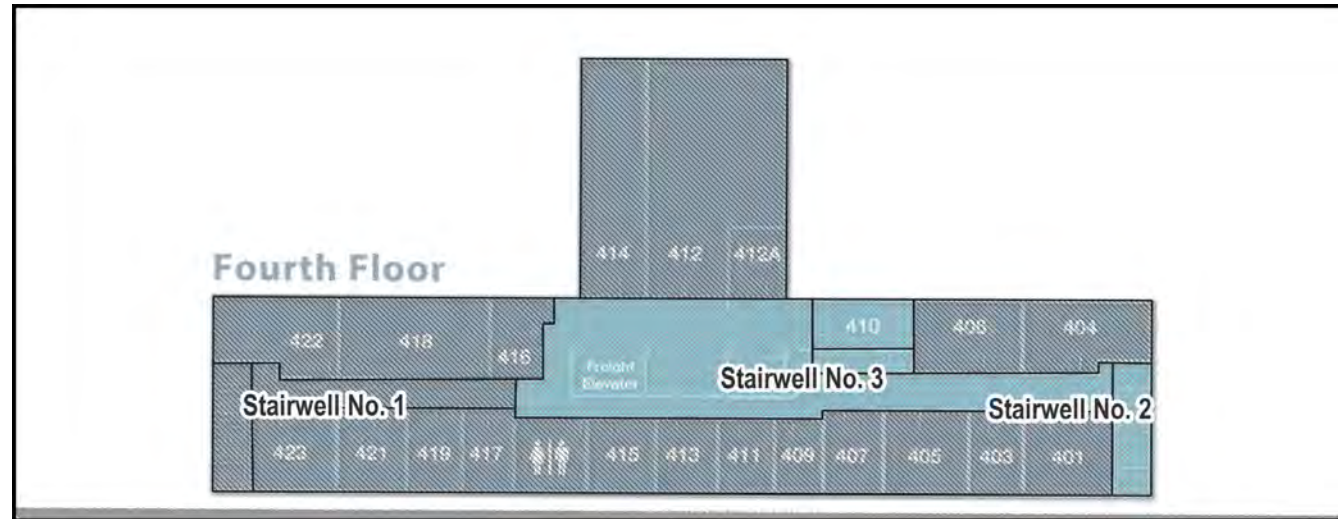 Fourth Floor
414 412 412A
422 418 416 410 406 404
Freight
Elevator
Stairwell No. 3
Stairwell No. 1
Stairwell No. 2
423 421 419 417 415 413 411 409 407 405 403 401